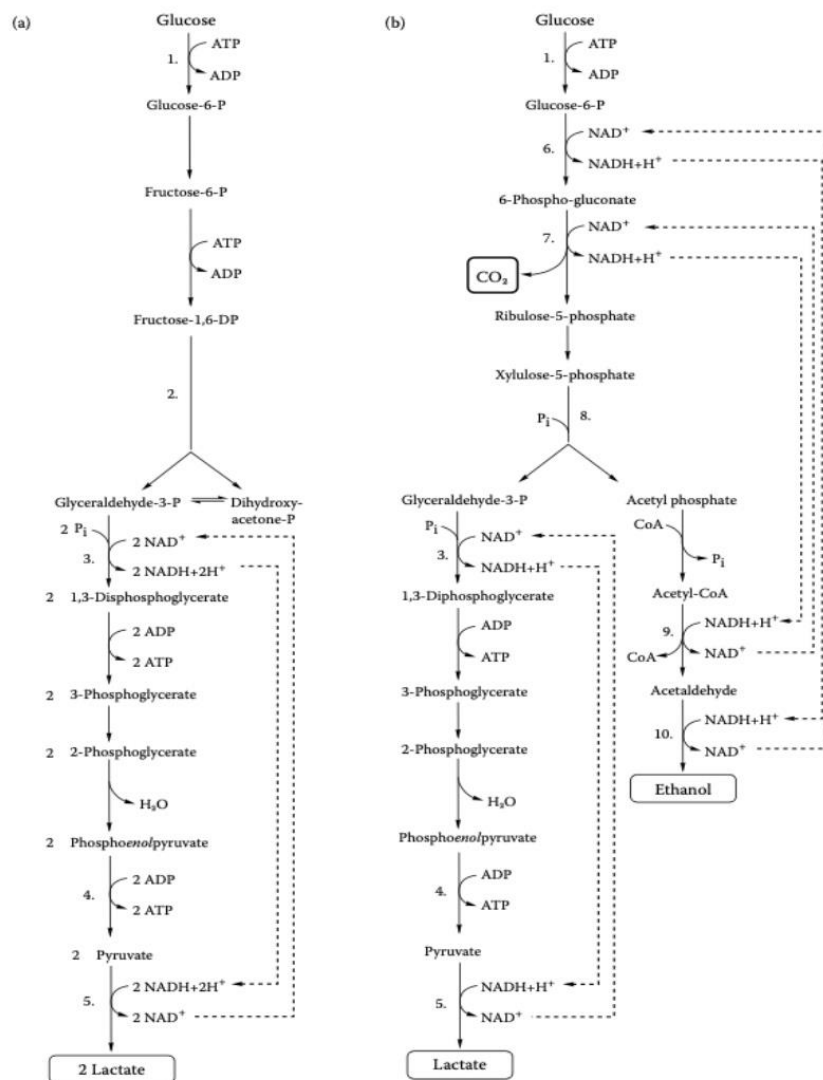 (a)
Glucose
1.
ATP
ADP
Glucose-6-P
Fructose-6-P
ATP
ADP
Fructose-1,6-DP
2.
Glyceraldehyde-3-P
Dihydroxy-
acetone-P
2 Pi
2 NAD+
3.
2 NADH+2H+
2 1,3-Disphosphoglycerate
2 ADP
2 ATP
2 3-Phosphoglycerate
2 2-Phosphoglycerate
H2O
2 Phosphoenolpyruvate
2 ADP
4.
2 ATP
2 Pyruvate
2 NADH+2H+
5.
2 NAD+
2 Lactate
(b)
Glucose
1.
ATP
ADP
Glucose-6-P
NAD+
6.
NADH+H+
6-Phospho-gluconate
NAD+
7.
NADH+H+
CO2
Ribulose-5-phosphate
Xylulose-5-phosphate
Pi
8.
Glyceraldehyde-3-P
Pi
NAD+
3.
NADH+H+
1,3-Diphosphoglycerate
ADP
ATP
3-Phosphoglycerate
2-Phosphoglycerate
H2O
Phosphoenolpyruvate
ADP
4.
ATP
Pyruvate
NADH+H+
5.
NAD+
Lactate
Acetyl phosphate
CoA
Pi
Acetyl-CoA
NADH+H+
9.
CoA
NAD+
Acetaldehyde
NADH+H+
10.
NAD+
Ethanol